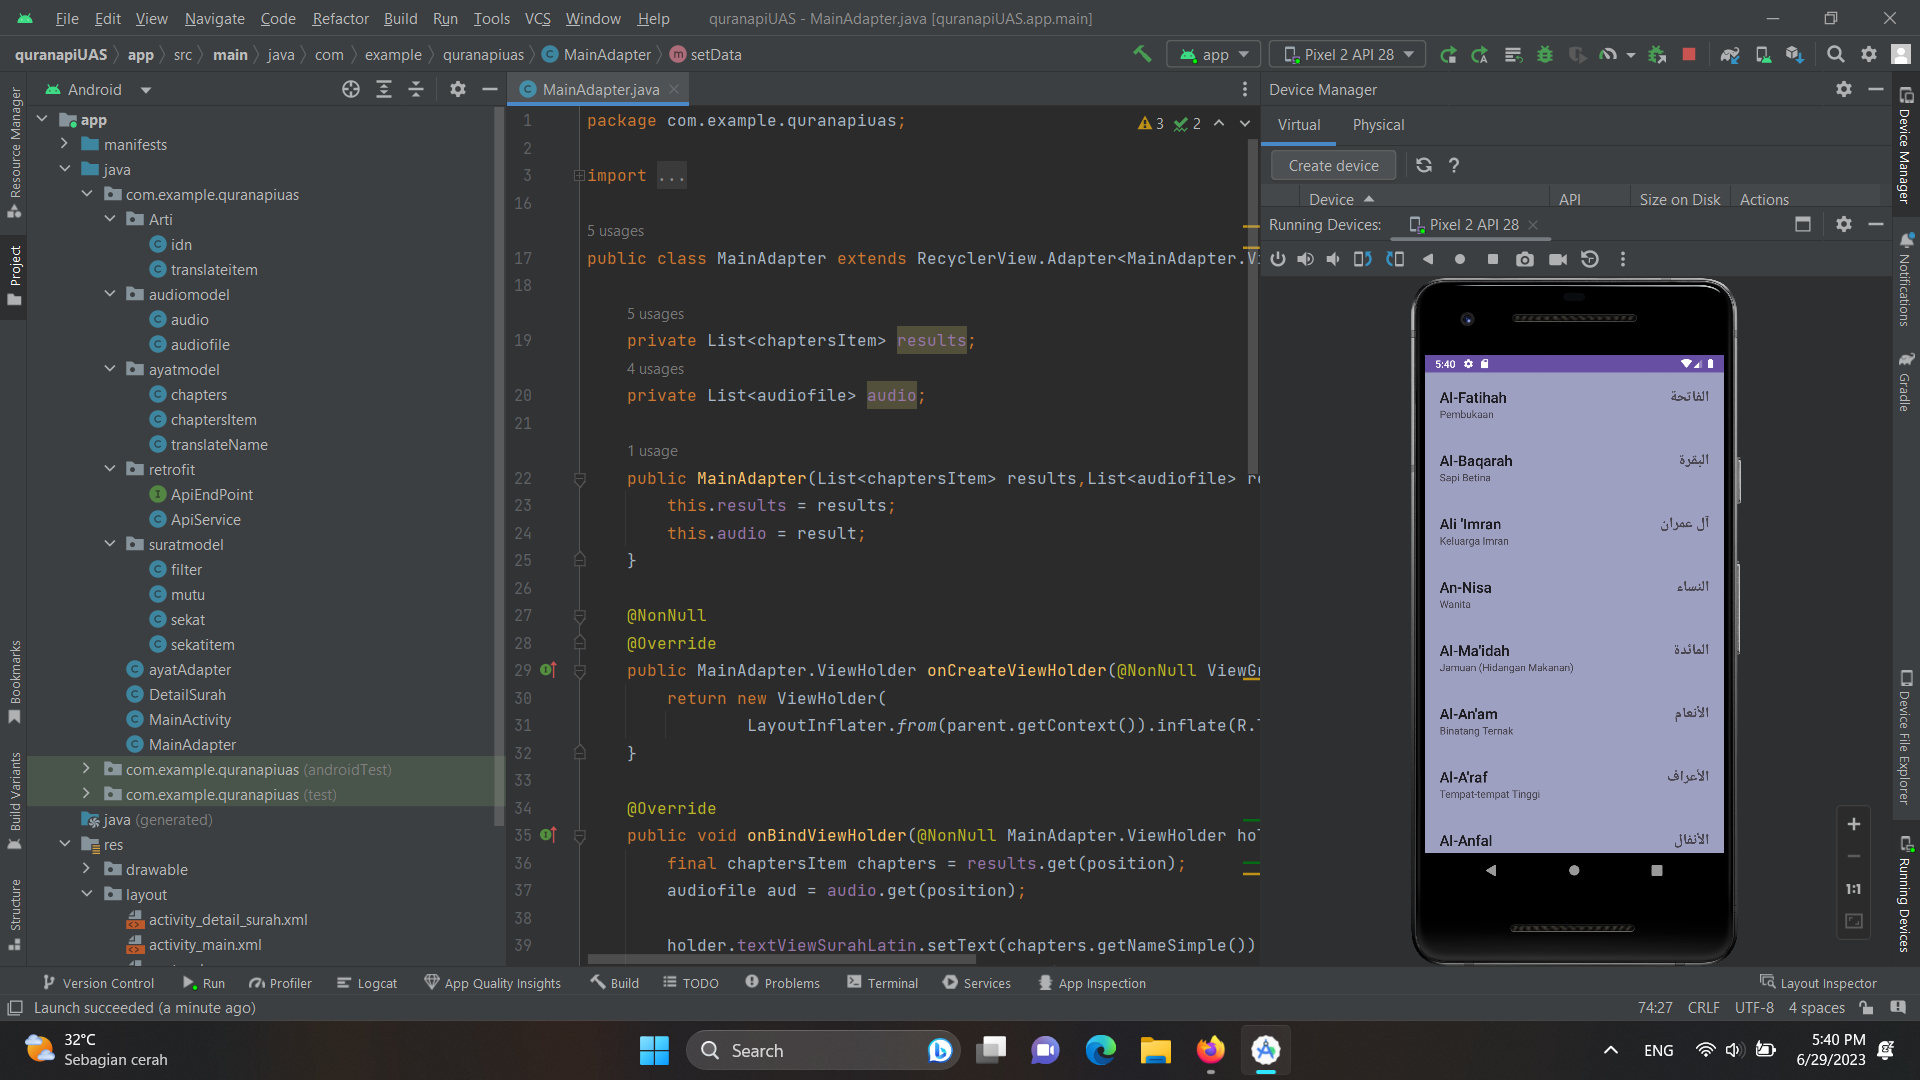 File Edit View Navigate Code Refactor Build Run Tools VCS Window Help quranapiUAS - MainAdapter.java [quranapiUAS.app.main]
quranapiUAS app src main java com example quranapiuas MainAdapter setData app Pixel 2 API 28
Android
MainAdapter.java
Device Manager
Resource Manager
Project
Bookmarks
Build Variants
Structure
app
manifests
java
com.example.quranapiuas
Arti
idn
translateitem
audiomodel
audio
audiofile
ayatmodel
chapters
chaptersItem
translateName
retrofit
ApiEndPoint
ApiService
suratmodel
filter
mutu
sekat
sekatitem
ayatAdapter
DetailSurah
MainActivity
MainAdapter
com.example.quranapiuas (androidTest)
com.example.quranapiuas (test)
java (generated)
res
drawable
layout
activity_detail_surah.xml
activity_main.xml
3 2
1 package com.example.quranapiuas;
2
3 import ...
16
5 usages
17 public class MainAdapter extends RecyclerView.Adapter<MainAdapter.Vi
18
5 usages
19 private List<chaptersItem> results;
4 usages
20 private List<audiofile> audio;
21
1 usage
22 public MainAdapter(List<chaptersItem> results,List<audiofile> re
23 this.results = results;
24 this.audio = result;
25 }
26
27 @NonNull
28 @Override
29 public MainAdapter.ViewHolder onCreateViewHolder(@NonNull ViewGr
30 return new ViewHolder(
31 LayoutInflater.from(parent.getContext()).inflate(R.l
32 }
33
34 @Override
35 public void onBindViewHolder(@NonNull MainAdapter.ViewHolder hol
36 final chaptersItem chapters = results.get(position);
37 audiofile aud = audio.get(position);
38
39 holder.textViewSurahLatin.setText(chapters.getNameSimple())
Virtual Physical
Create device
Device API Size on Disk Actions
Running Devices: Pixel 2 API 28
5:40
Al-Fatihah الفاتحة
Pembukaan
Al-Baqarah البقرة
Sapi Betina
Ali 'Imran آل عمران
Keluarga Imran
An-Nisa النساء
Wanita
Al-Ma'idah المائدة
Jamuan (Hidangan Makanan)
Al-An'am الأنعام
Binatang Ternak
Al-A'raf الأعراف
Tempat-tempat Tinggi
Al-Anfal الأنفال
1:1
Device Manager
Notifications
Gradle
Device File Explorer
Running Devices
Version Control Run Profiler Logcat App Quality Insights Build TODO Problems Terminal Services App Inspection Layout Inspector
Launch succeeded (a minute ago) 74:27 CRLF UTF-8 4 spaces
32°C
Sebagian cerah
Search
ENG
5:40 PM
6/29/2023